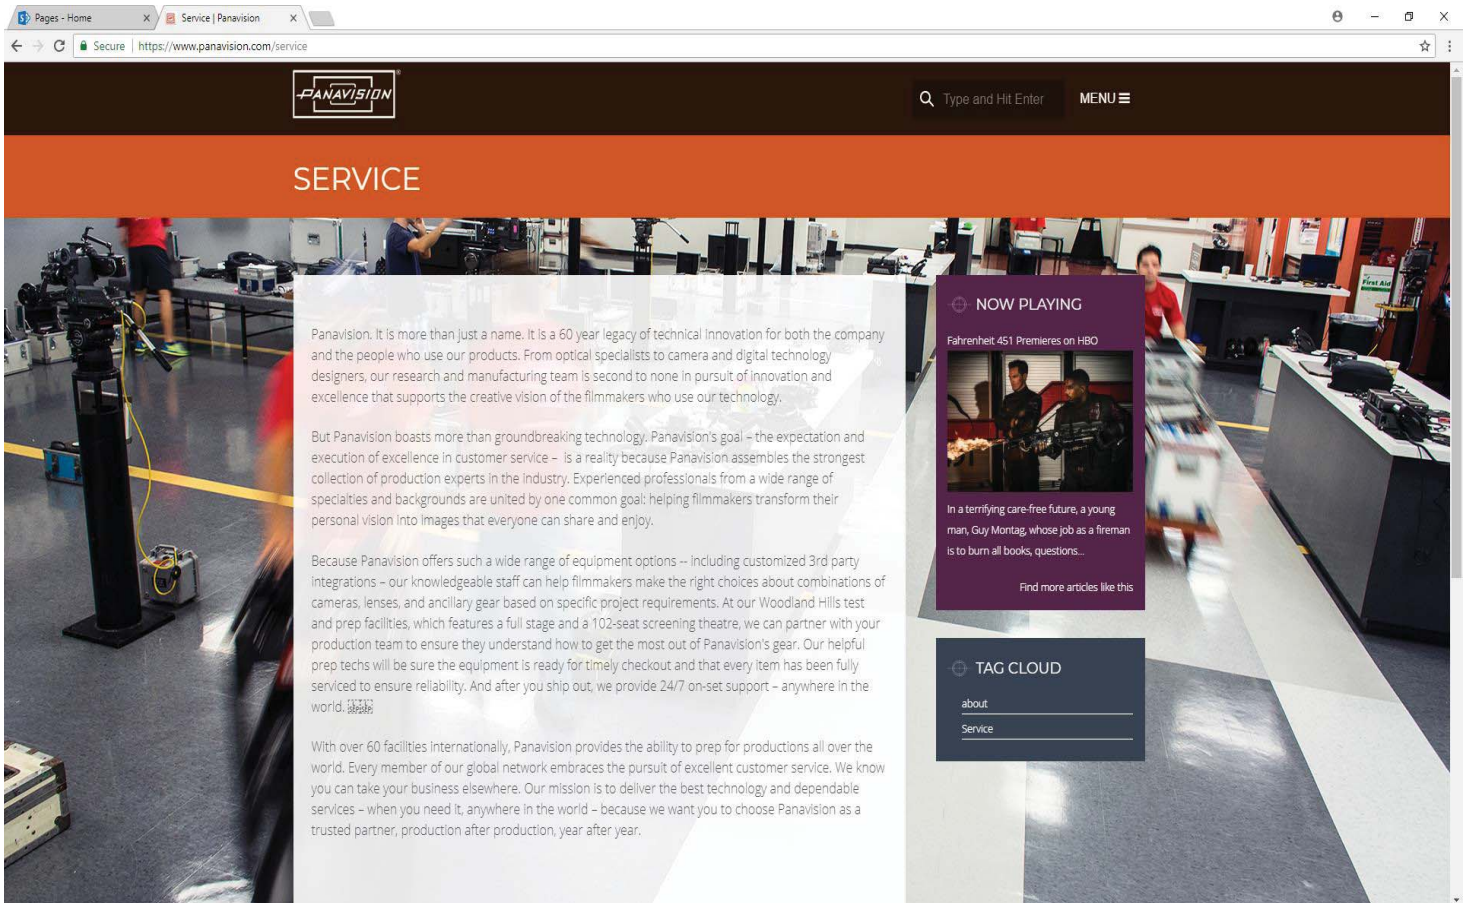 Pages - Home
Service | Panavision
Secure
https://www.panavision.com/service
PANAVISION®
Type and Hit Enter
MENU
SERVICE
Panavision. It is more than just a name. It is a 60 year legacy of technical innovation for both the company
and the people who use our products. From optical specialists to camera and digital technology
designers, our research and manufacturing team is second to none in pursuit of innovation and
excellence that supports the creative vision of the filmmakers who use our technology.
But Panavision boasts more than groundbreaking technology. Panavision's goal – the expectation and
execution of excellence in customer service –  is a reality because Panavision assembles the strongest
collection of production experts in the industry. Experienced professionals from a wide range of
specialties and backgrounds are united by one common goal: helping filmmakers transform their
personal vision into images that everyone can share and enjoy.
Because Panavision offers such a wide range of equipment options -- including customized 3rd party
integrations – our knowledgeable staff can help filmmakers make the right choices about combinations of
cameras, lenses, and ancillary gear based on specific project requirements. At our Woodland Hills test
and prep facilities, which features a full stage and a 102-seat screening theatre, we can partner with your
production team to ensure they understand how to get the most out of Panavision's gear. Our helpful
prep techs will be sure the equipment is ready for timely checkout and that every item has been fully
serviced to ensure reliability. And after you ship out, we provide 24/7 on-set support – anywhere in the
world.
With over 60 facilities internationally, Panavision provides the ability to prep for productions all over the
world. Every member of our global network embraces the pursuit of excellent customer service. We know
you can take your business elsewhere. Our mission is to deliver the best technology and dependable
services – when you need it, anywhere in the world – because we want you to choose Panavision as a
trusted partner, production after production, year after year.
NOW PLAYING
Fahrenheit 451 Premieres on HBO
In a terrifying care-free future, a young
man, Guy Montag, whose job as a fireman
is to burn all books, questions...
Find more articles like this
TAG CLOUD
about
Service
First Aid